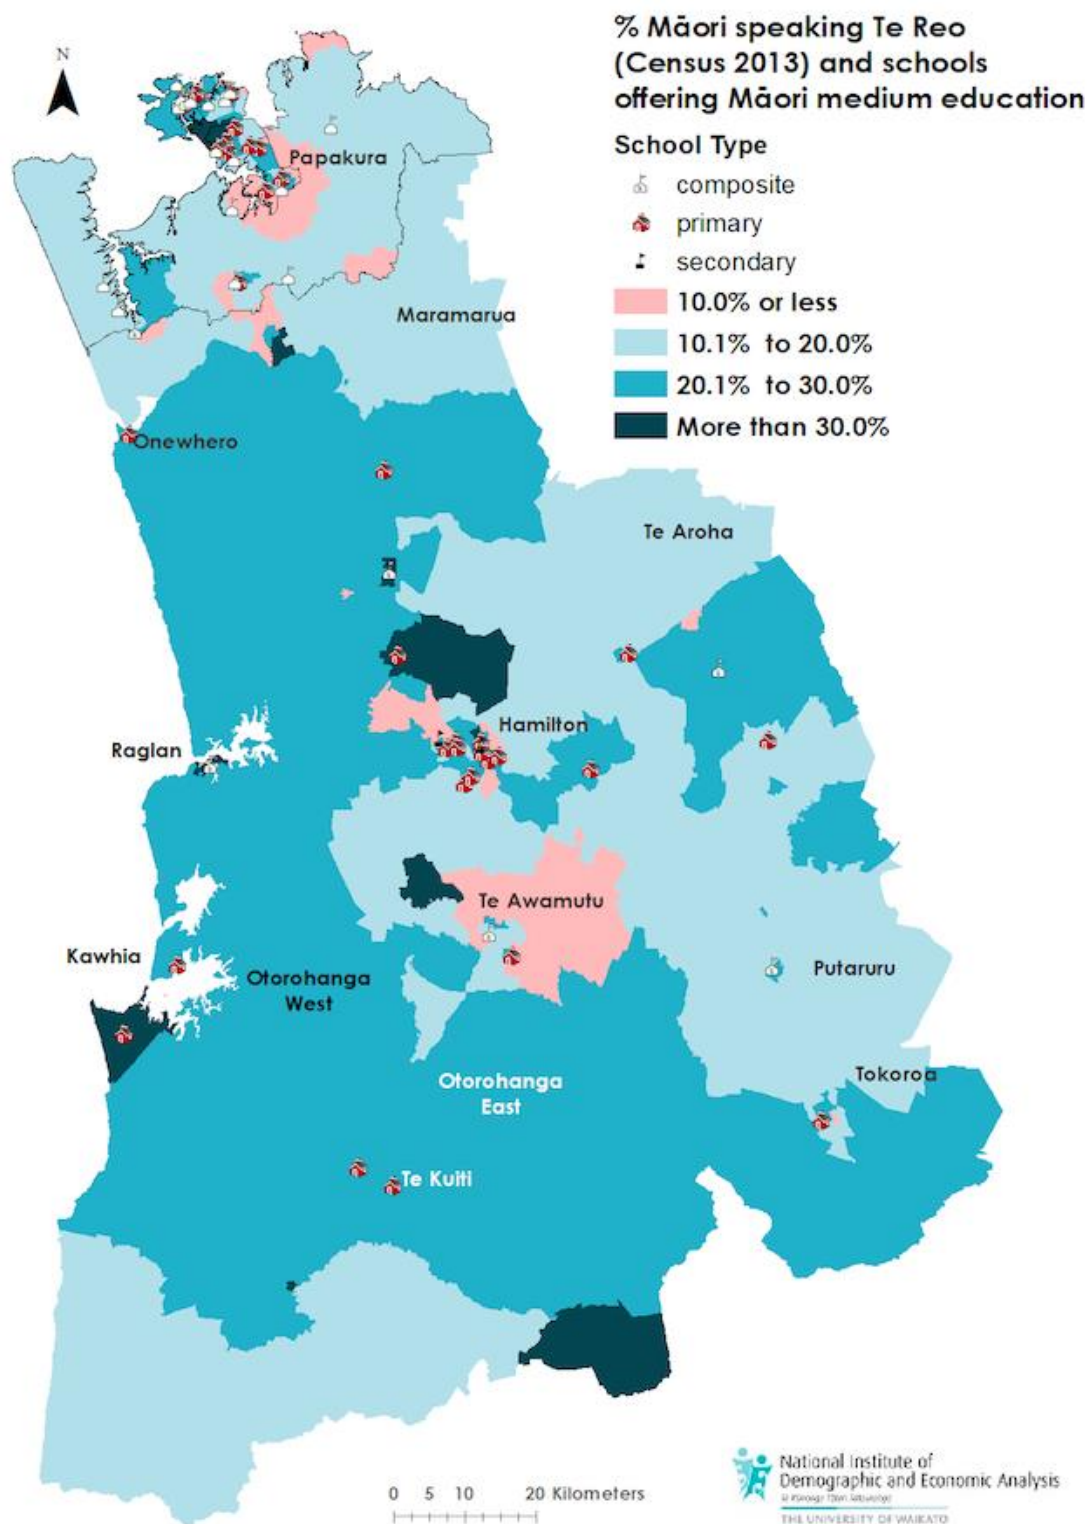 % Māori speaking Te Reo
(Census 2013) and schools
offering Māori medium education
School Type
composite
primary
secondary
10.0% or less
10.1% to 20.0%
20.1% to 30.0%
More than 30.0%
N
Papakura
Maramarua
Onewhero
Te Aroha
Hamilton
Raglan
Te Awamutu
Kawhia
Otorohanga
West
Putaruru
Tokoroa
Otorohanga
East
Te Kuiti
0 5 10 20 Kilometers
National Institute of
Demographic and Economic Analysis
THE UNIVERSITY OF WAIKATO